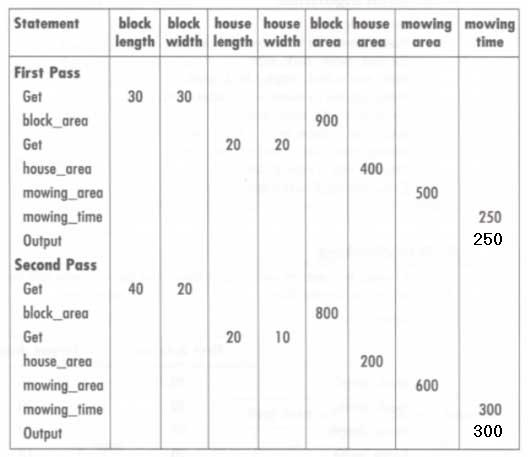 Statement block block house house block house mowing mowing
length width length width area area area time
First Pass
Get 30 30
block_area 900
Get 20 20
house_area 400
mowing_area 500
mowing_time 250
Output 250
Second Pass
Get 40 20
block_area 800
Get 20 10
house_area 200
mowing_area 600
mowing_time 300
Output 300